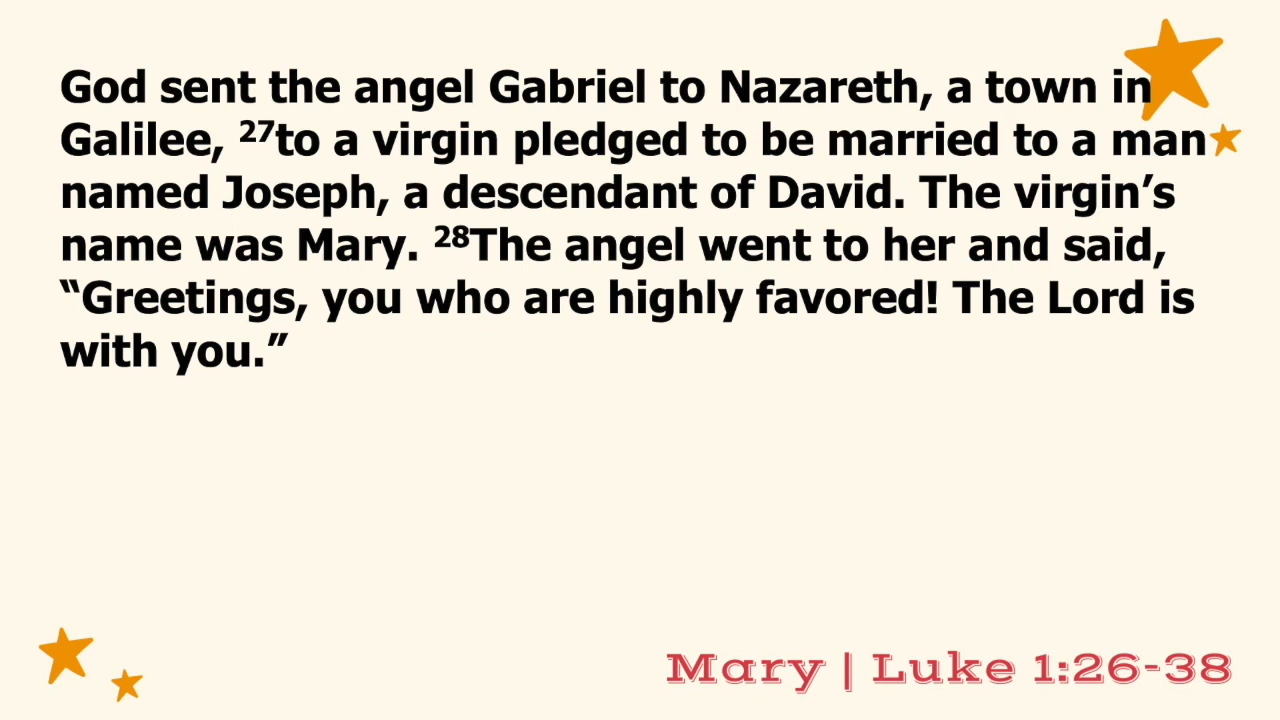 God sent the angel Gabriel to Nazareth, a town in
Galilee, ²⁷to a virgin pledged to be married to a man
named Joseph, a descendant of David. The virgin’s
name was Mary. ²⁸The angel went to her and said,
“Greetings, you who are highly favored! The Lord is
with you.”
Mary | Luke 1:26-38